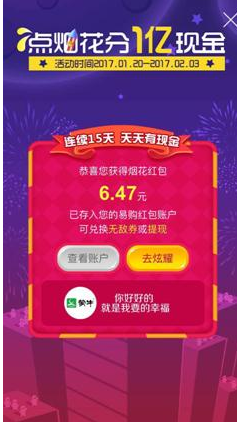 点烟花分1亿现金
活动时间2017.01.20-2017.02.03
连续15天 天天有现金
恭喜您获得烟花红包
6.47元
已存入您的易购红包账户
可兑换无敌券或提现
查看账户
去炫耀
蒙牛
你好好的
就是我要的幸福